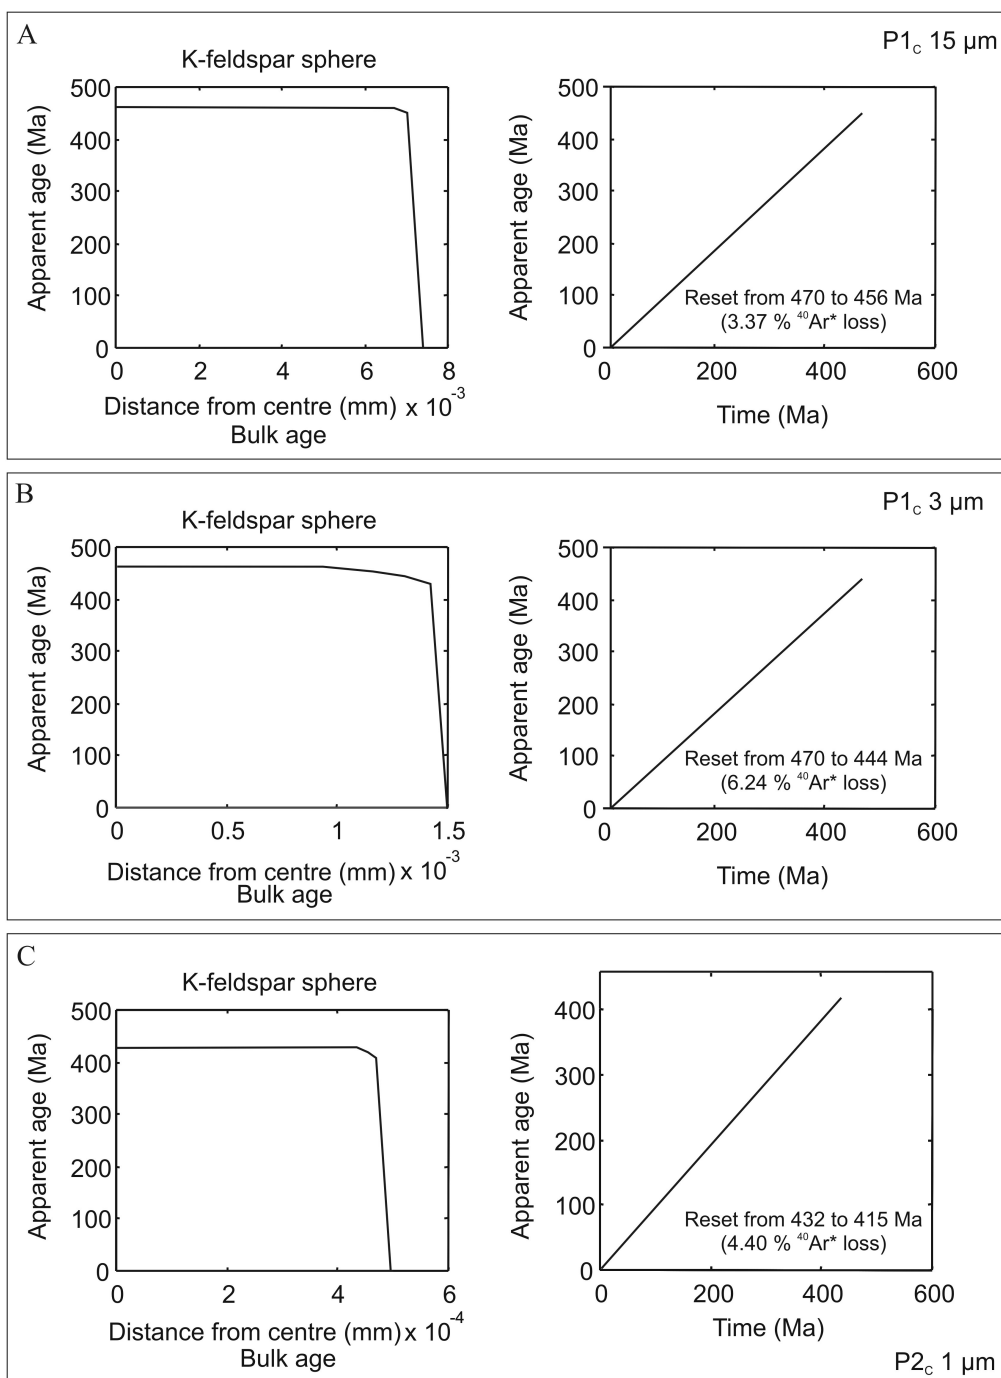 A
P1c 15 µm
K-feldspar sphere
500
400
300
200
100
0
Apparent age (Ma)
0 2 4 6 8
Distance from centre (mm) x 10-3
Bulk age
500
400
300
200
100
0
Apparent age (Ma)
Reset from 470 to 456 Ma
(3.37 % 40Ar* loss)
0 200 400 600
Time (Ma)
B
P1c 3 µm
K-feldspar sphere
500
400
300
200
100
0
Apparent age (Ma)
0 0.5 1 1.5
Distance from centre (mm) x 10-3
Bulk age
500
400
300
200
100
0
Apparent age (Ma)
Reset from 470 to 444 Ma
(6.24 % 40Ar* loss)
0 200 400 600
Time (Ma)
C
K-feldspar sphere
500
400
300
200
100
0
Apparent age (Ma)
0 2 4 6
Distance from centre (mm) x 10-4
Bulk age
400
300
200
100
0
Apparent age (Ma)
Reset from 432 to 415 Ma
(4.40 % 40Ar* loss)
0 200 400 600
Time (Ma)
P2c 1 µm